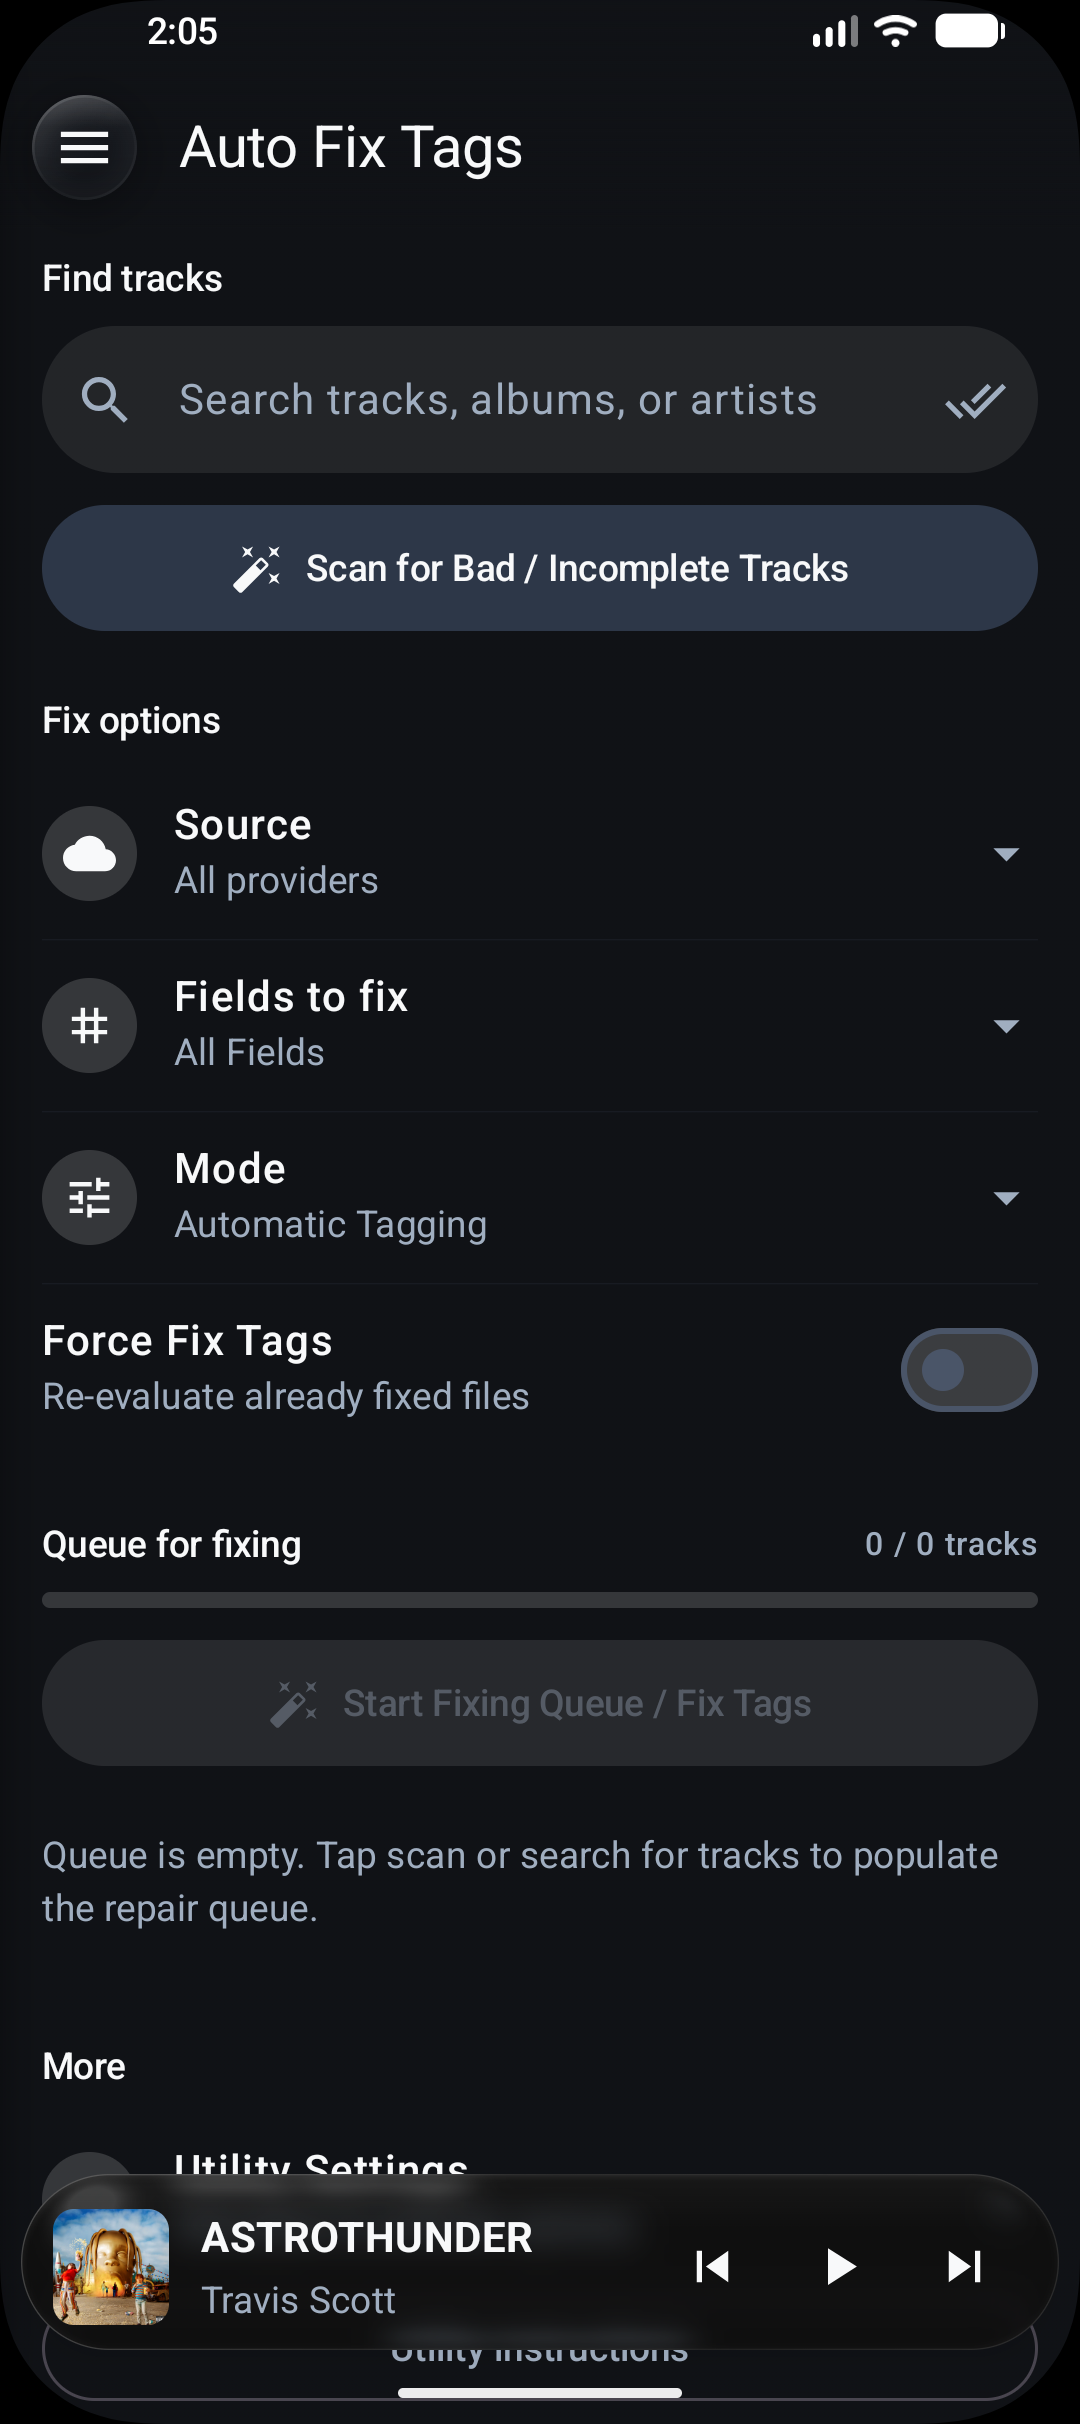 2:05
Auto Fix Tags
Find tracks
Search tracks, albums, or artists
Scan for Bad / Incomplete Tracks
Fix options
Source
All providers
Fields to fix
All Fields
Mode
Automatic Tagging
Force Fix Tags
Re-evaluate already fixed files
Queue for fixing
0 / 0 tracks
Start Fixing Queue / Fix Tags
Queue is empty. Tap scan or search for tracks to populate
the repair queue.
More
Utility Settings
ASTROTHUNDER
Travis Scott
Utility Instructions